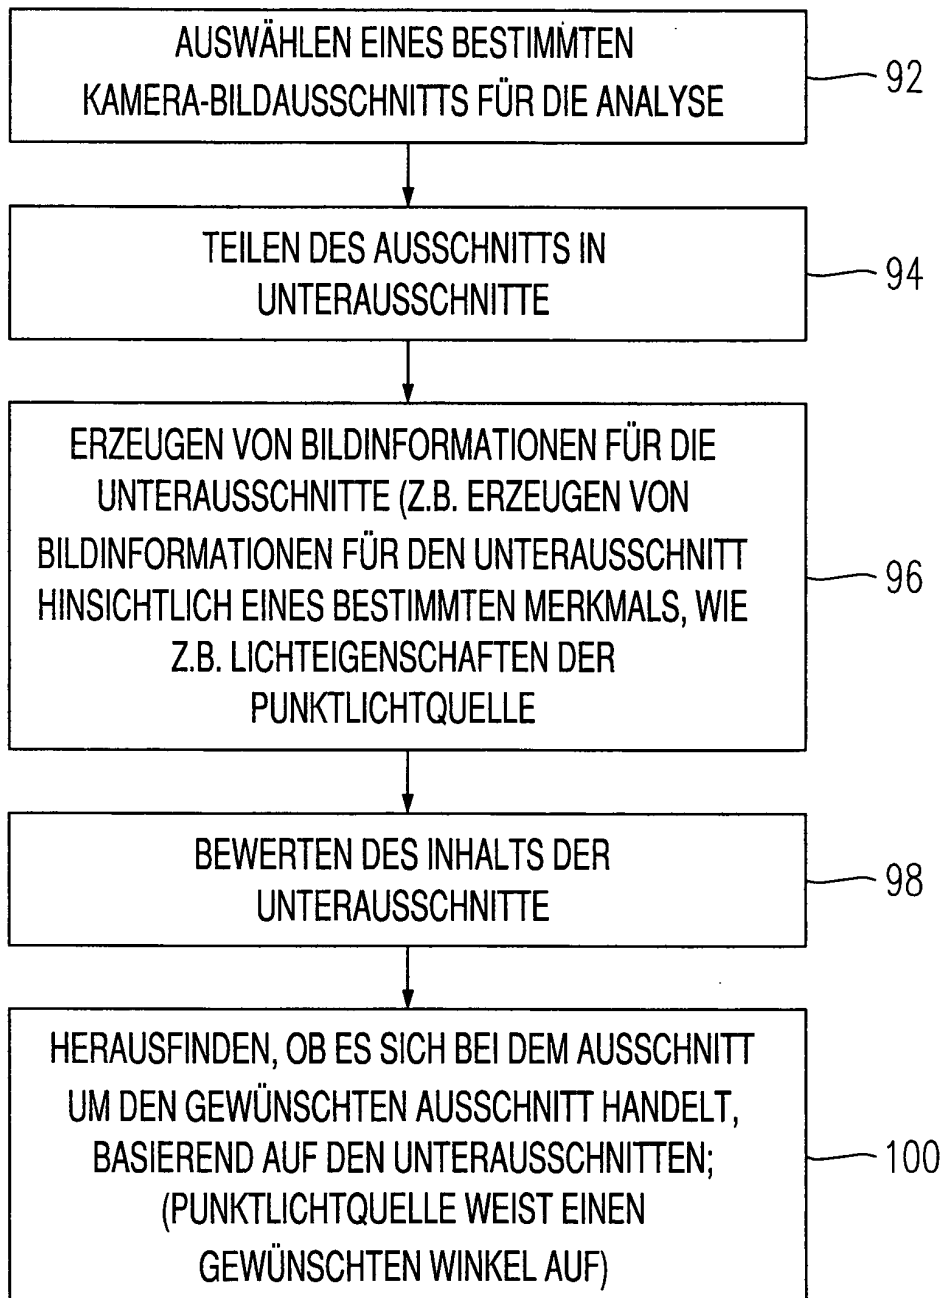 AUSWÄHLEN EINES BESTIMMTEN
KAMERA-BILDAUSSCHNITTS FÜR DIE ANALYSE
92
TEILEN DES AUSSCHNITTS IN
UNTERAUSSCHNITTE
94
ERZEUGEN VON BILDINFORMATIONEN FÜR DIE
UNTERAUSSCHNITTE (Z.B. ERZEUGEN VON
BILDINFORMATIONEN FÜR DEN UNTERAUSSCHNITT
HINSICHTLICH EINES BESTIMMTEN MERKMALS, WIE
Z.B. LICHTEIGENSCHAFTEN DER
PUNKTLICHTQUELLE
96
BEWERTEN DES INHALTS DER
UNTERAUSSCHNITTE
98
HERAUSFINDEN, OB ES SICH BEI DEM AUSSCHNITT
UM DEN GEWÜNSCHTEN AUSSCHNITT HANDELT,
BASIEREND AUF DEN UNTERAUSSCHNITTEN;
(PUNKTLICHTQUELLE WEIST EINEN
GEWÜNSCHTEN WINKEL AUF)
100